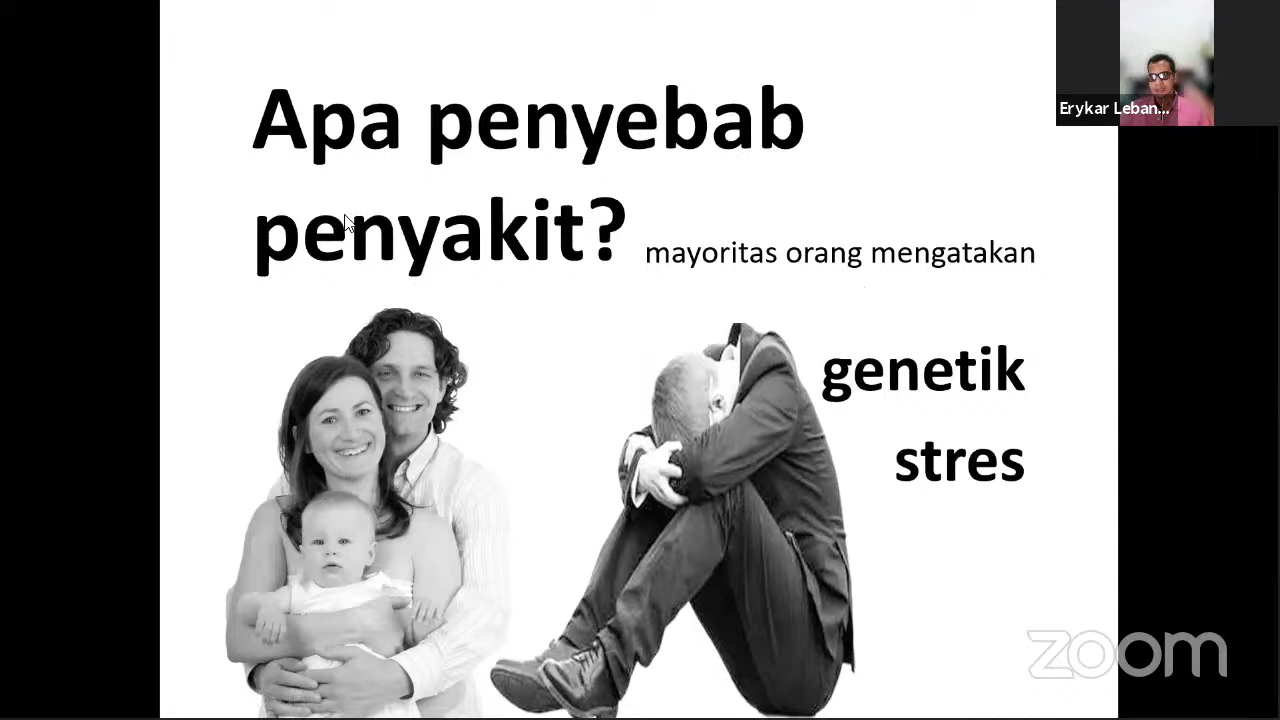 Apa penyebab
penyakit? mayoritas orang mengatakan
genetik
stres
Erykar Leban...
zoom